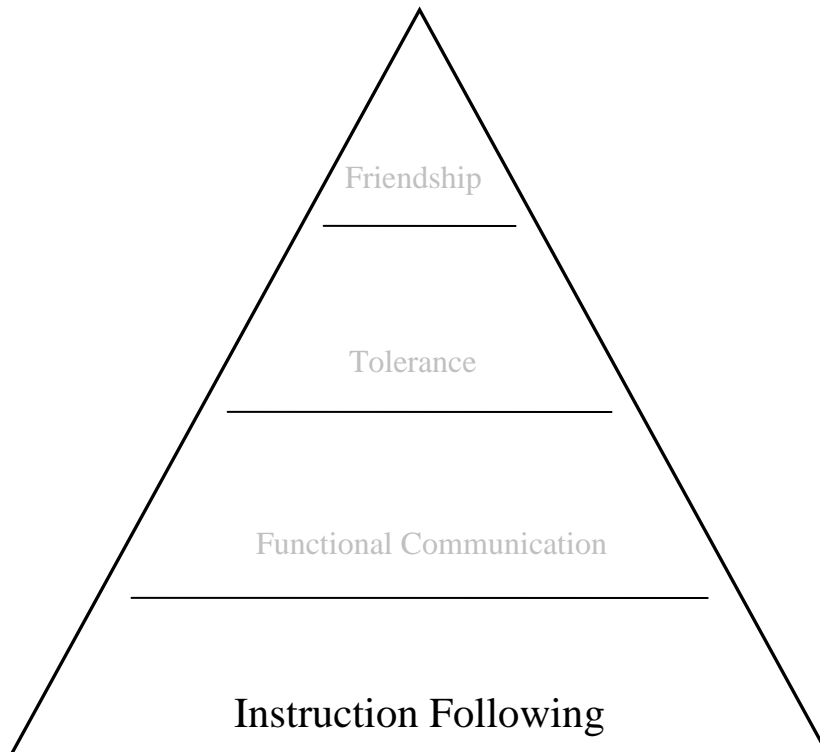 Friendship
Tolerance
Functional Communication
Instruction Following